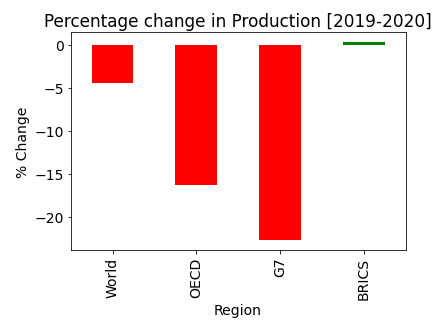 Percentage change in Production [2019-2020]
0
−5
−10
−15
−20
% Change
World
OECD
G7
BRICS
Region